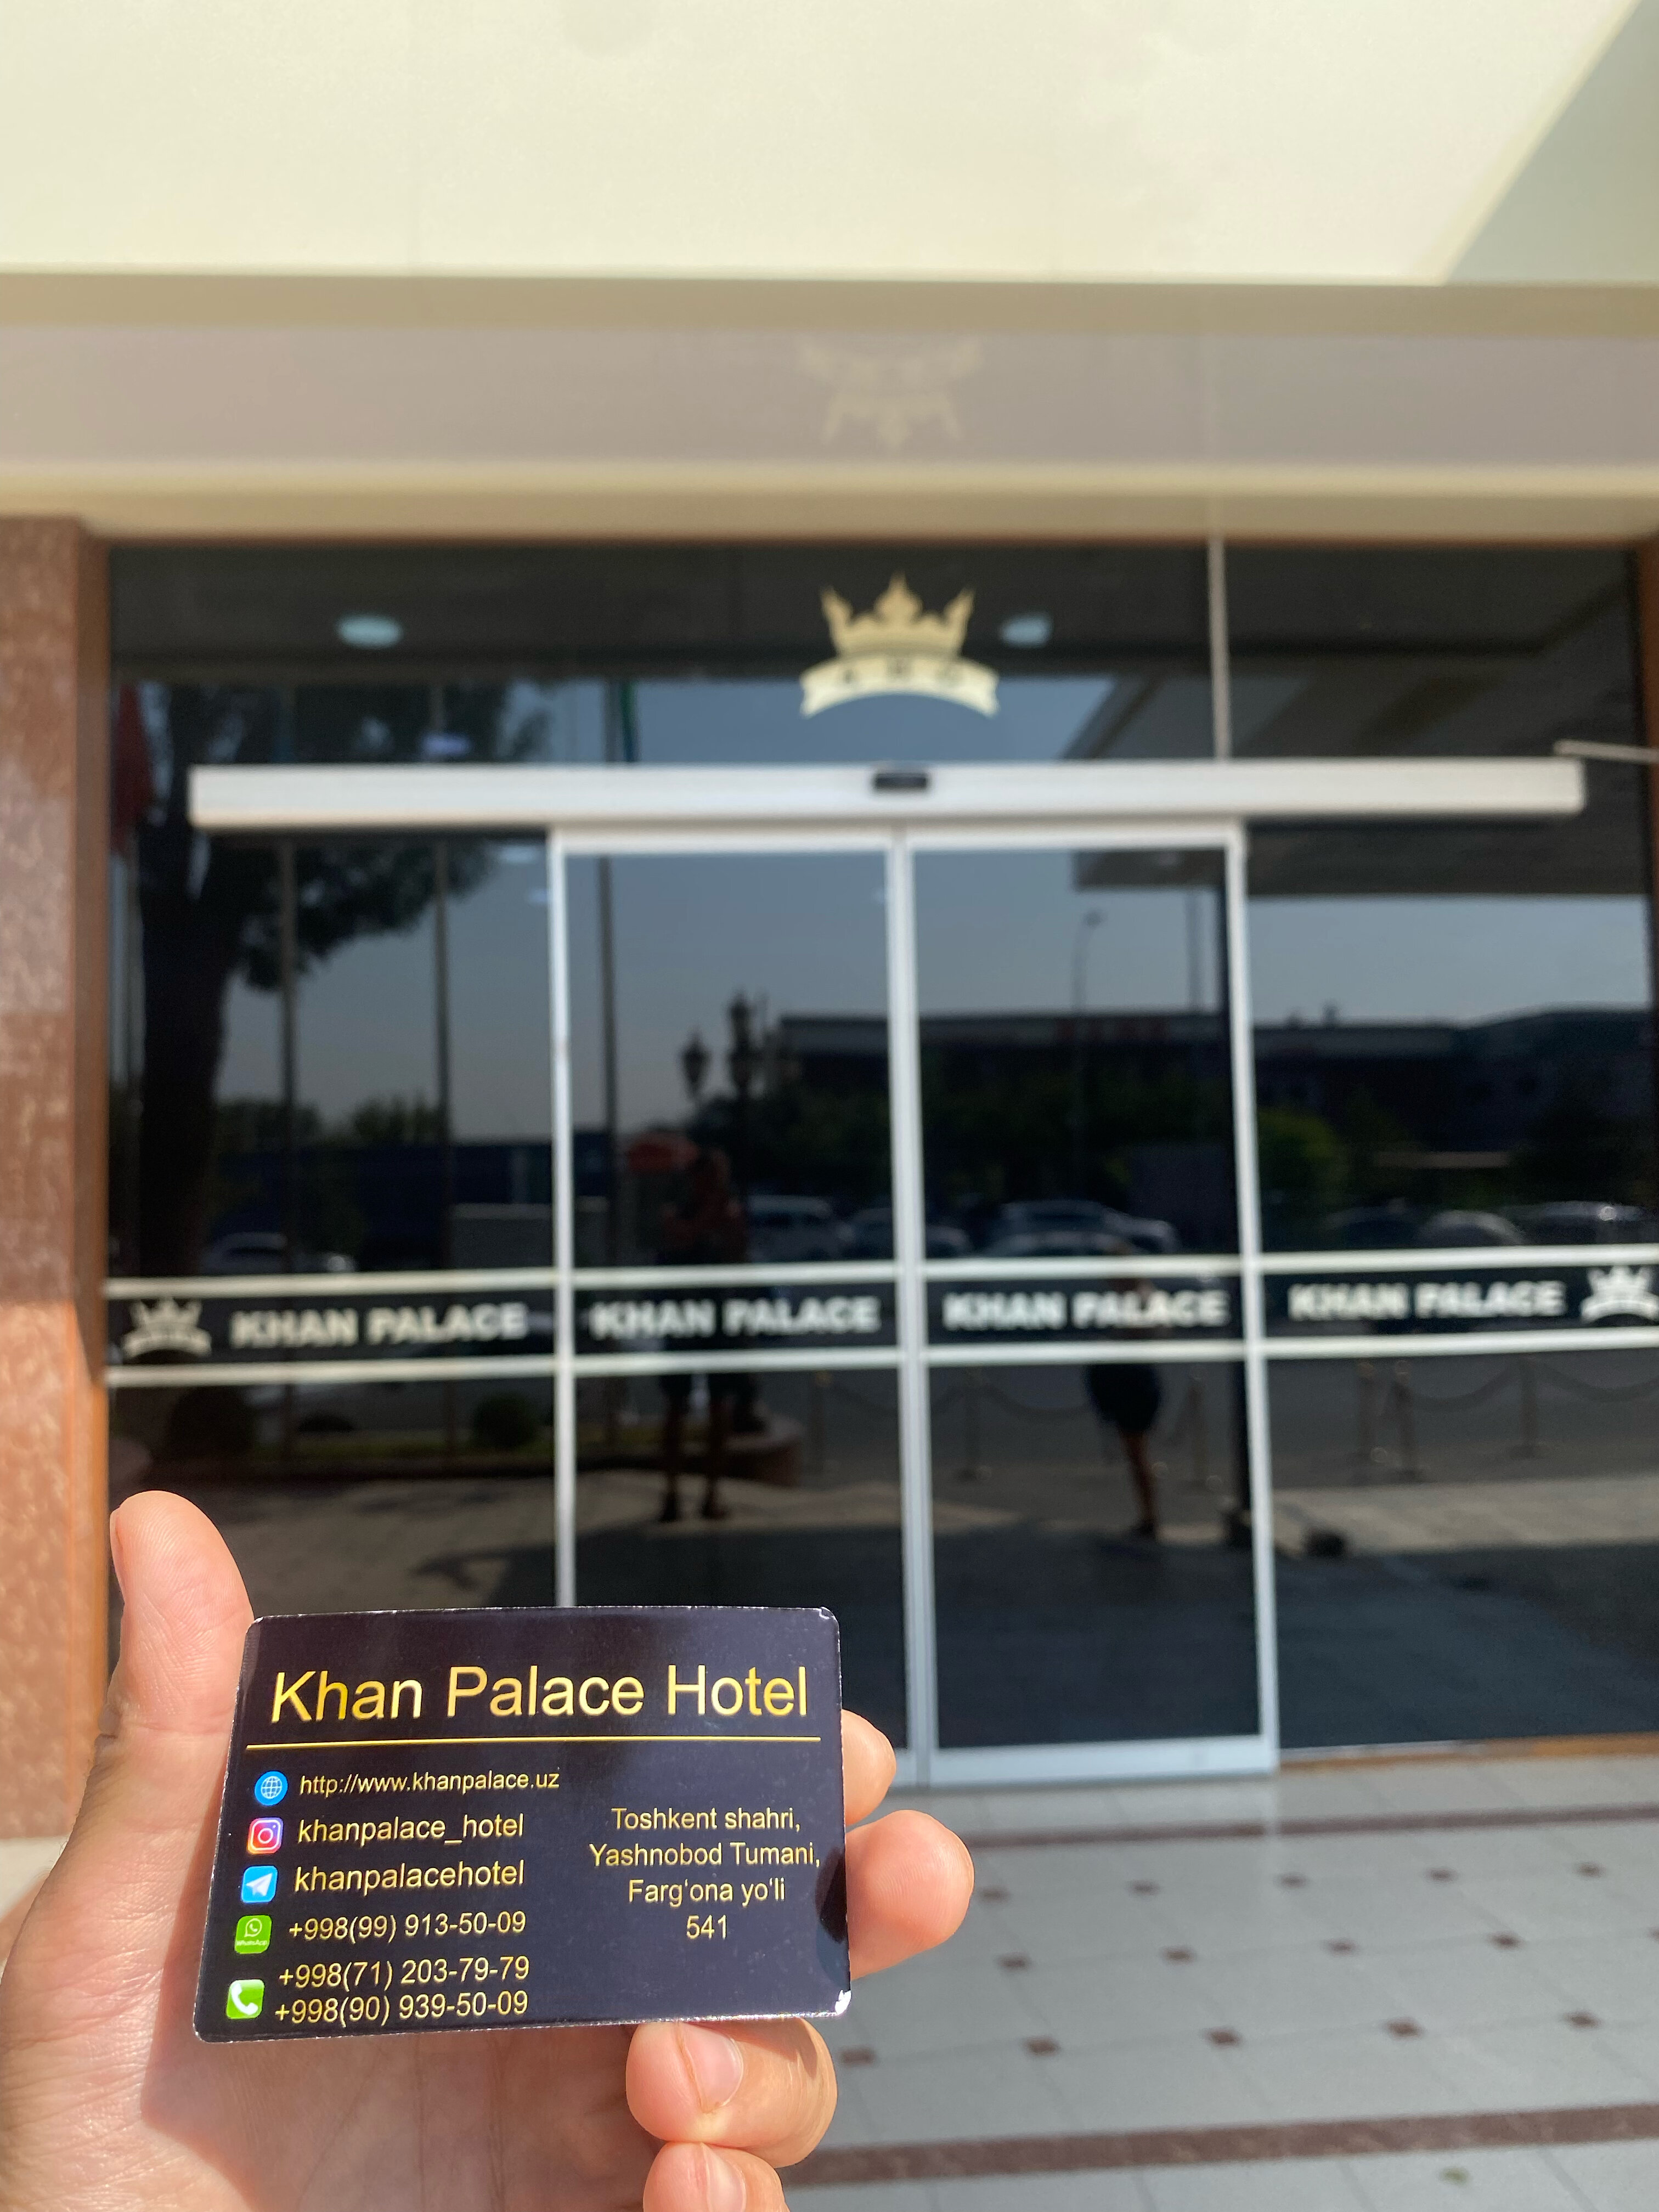 KHAN PALACE
KHAN PALACE
KHAN PALACE
KHAN PALACE
Khan Palace Hotel
http://www.khanpalace.uz
khanpalace_hotel
khanpalacehotel
+998(99) 913-50-09
+998(71) 203-79-79
+998(90) 939-50-09
Toshkent shahri,
Yashnobod Tumani,
Farg‘ona yo‘li
541